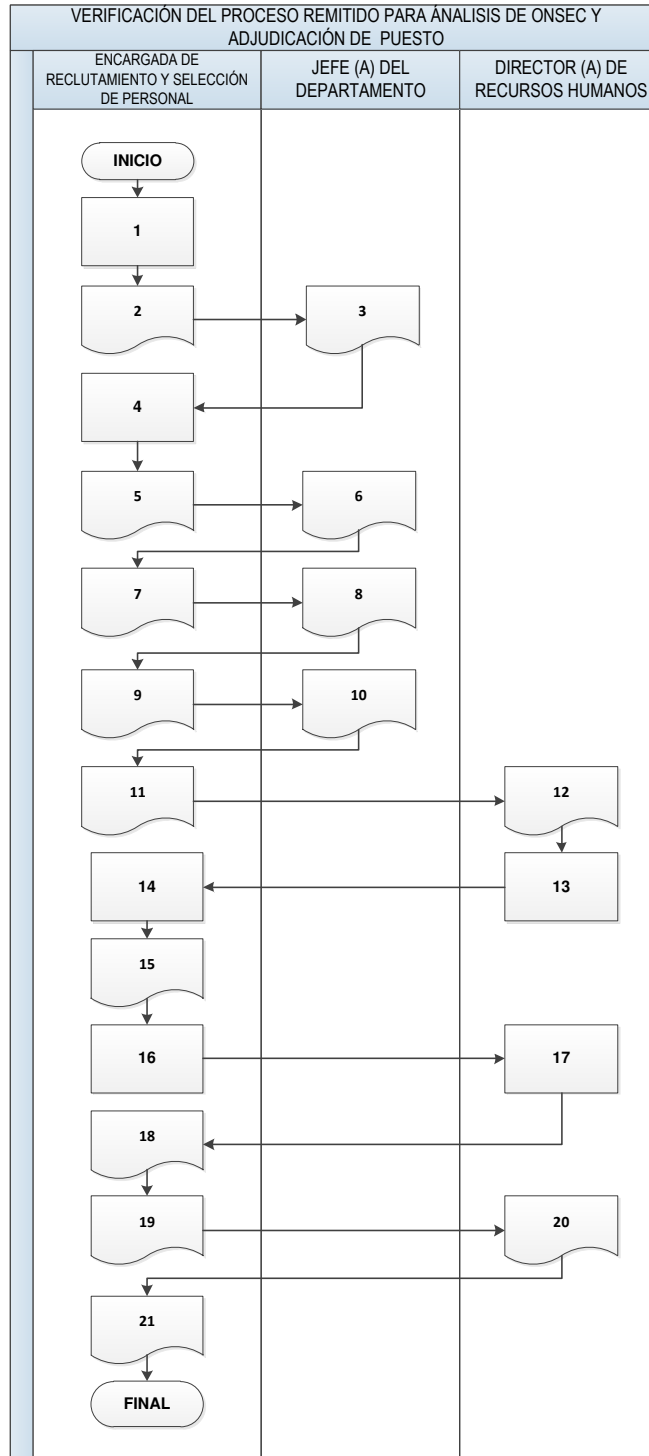 VERIFICACIÓN DEL PROCESO REMITIDO PARA ÁNALISIS DE ONSEC Y
ADJUDICACIÓN DE PUESTO
ENCARGADA DE
RECLUTAMIENTO Y SELECCIÓN
DE PERSONAL
JEFE (A) DEL
DEPARTAMENTO
DIRECTOR (A) DE
RECURSOS HUMANOS
INICIO
1
2
3
4
5
6
7
8
9
10
11
12
13
14
15
16
17
18
19
20
21
FINAL